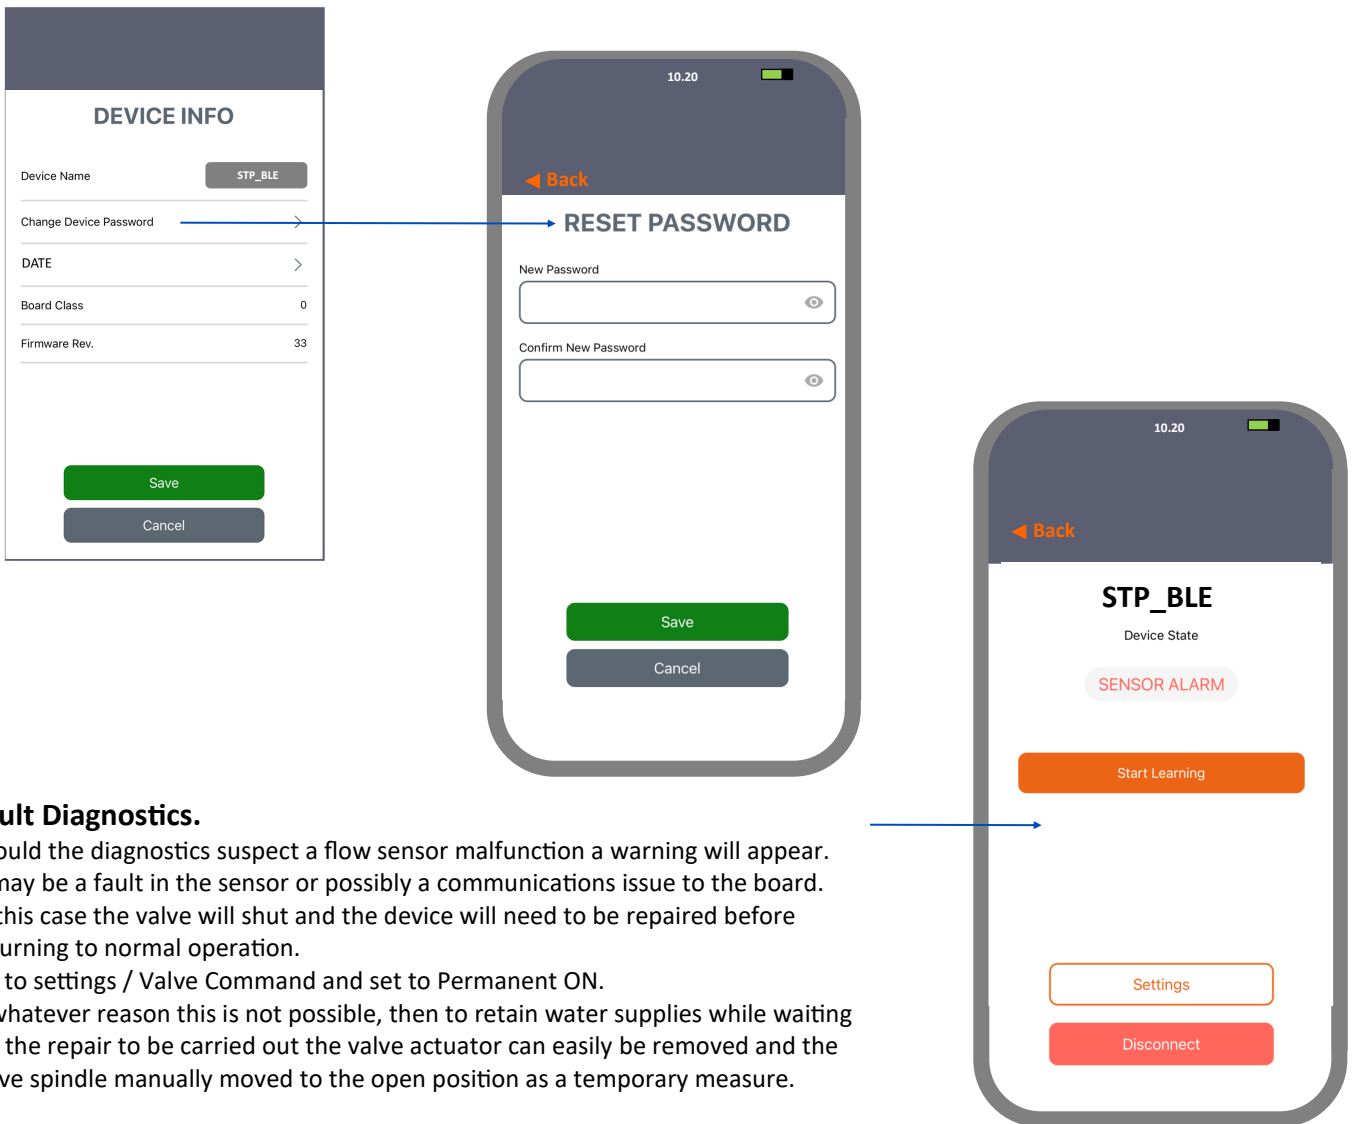 DEVICE INFO
Device Name
STP_BLE
Change Device Password
DATE
Board Class 0
Firmware Rev. 33
Save
Cancel
10.20
◀ Back
RESET PASSWORD
New Password
Confirm New Password
Save
Cancel
10.20
◀ Back
STP_BLE
Device State
SENSOR ALARM
Start Learning
Settings
Disconnect
ult Diagnostics.
ould the diagnostics suspect a flow sensor malfunction a warning will appear.
may be a fault in the sensor or possibly a communications issue to the board.
this case the valve will shut and the device will need to be repaired before
urning to normal operation.
to settings / Valve Command and set to Permanent ON.
whatever reason this is not possible, then to retain water supplies while waiting
the repair to be carried out the valve actuator can easily be removed and the
ve spindle manually moved to the open position as a temporary measure.